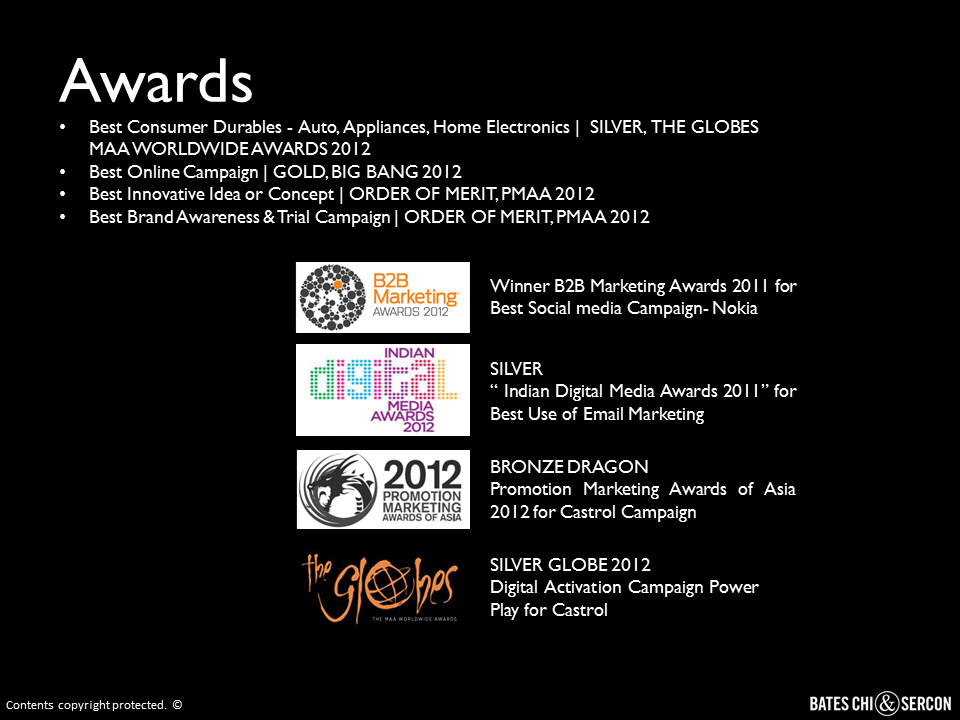 Awards
• Best Consumer Durables - Auto, Appliances, Home Electronics | SILVER, THE GLOBES
MAA WORLDWIDE AWARDS 2012
• Best Online Campaign | GOLD, BIG BANG 2012
• Best Innovative Idea or Concept | ORDER OF MERIT, PMAA 2012
• Best Brand Awareness & Trial Campaign | ORDER OF MERIT, PMAA 2012
B2B
Marketing™
AWARDS 2012
Winner B2B Marketing Awards 2011 for
Best Social media Campaign- Nokia
INDIAN
digital
MEDIA
AWARDS
2012
SILVER
“ Indian Digital Media Awards 2011” for
Best Use of Email Marketing
2012
PROMOTION
MARKETING
AWARDS OF ASIA
BRONZE DRAGON
Promotion Marketing Awards of Asia
2012 for Castrol Campaign
the globes
THE MAA WORLDWIDE AWARDS
SILVER GLOBE 2012
Digital Activation Campaign Power
Play for Castrol
Contents copyright protected. ©
BATES CHI & SERCON